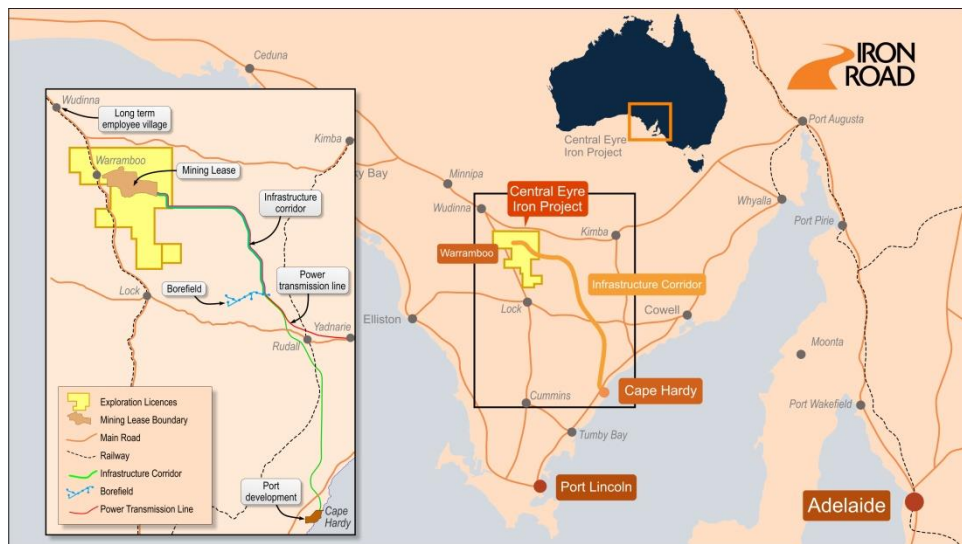 Wudinna
Long term
employee village
Kimba
Warramboo
Mining Lease
Infrastructure
corridor
Power
transmission line
Borefield
Lock
Yadnarie
Rudall
Exploration Licences
Mining Lease Boundary
Main Road
Railway
Infrastructure Corridor
Borefield
Power Transmission Line
Port
development
Cape
Hardy
Ceduna
ky Bay
Minnipa
Wudinna
Central Eyre
Iron Project
Kimba
Warramboo
Infrastructure Corridor
Lock
Elliston
Cowell
Cape Hardy
Cummins
Tumby Bay
Port Lincoln
Central Eyre
Iron Project
IRON
ROAD
Port Augusta
Whyalla
Port Pirie
Moonta
Port Wakefield
Adelaide